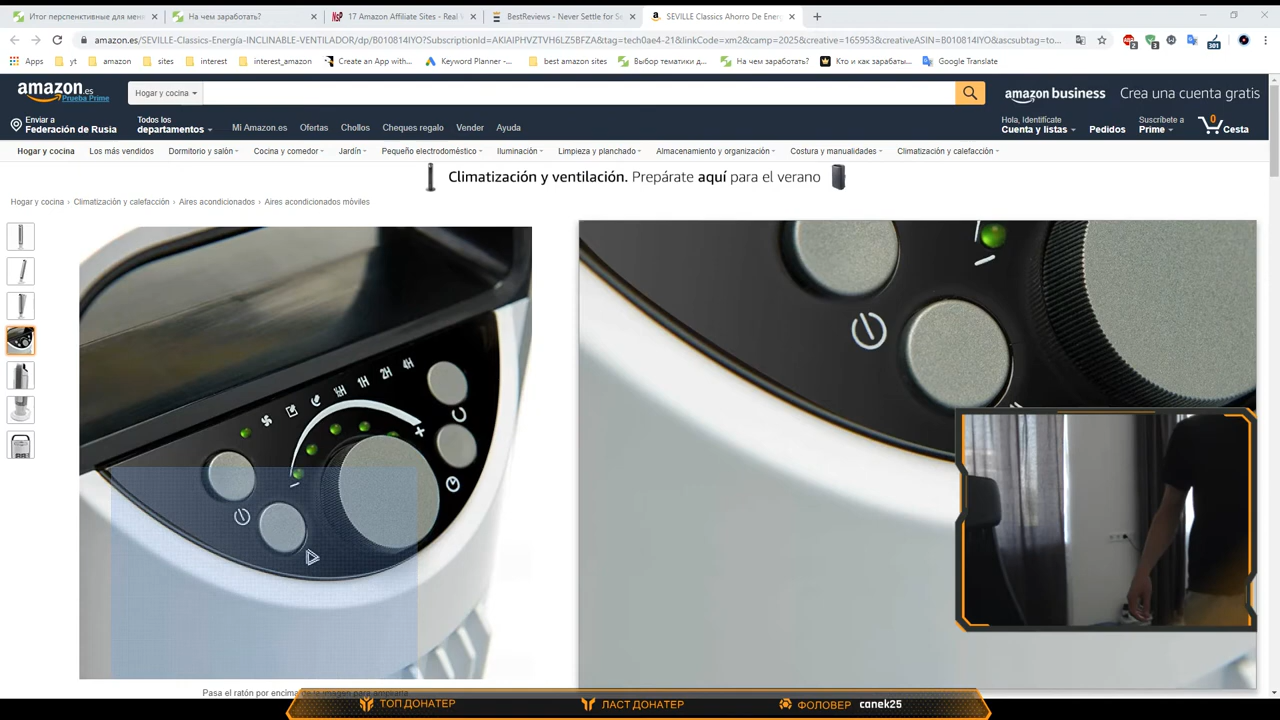 Итог перспенктивные для мене
На чем заработать?
17 Amazon Affiliate Sites - Real W
BestReviews - Never Settle for Se
SEVILLE Classics Ahorro De Ener
amazon.es/SEVILLE-Classics-Energía-INCLINABLE-VENTILADOR/dp/B010814IYO?SubscriptionId=AKIAIPHVZTVH6LZ5BFZA&tag=tech0ae4-21&linkCode=xm2&camp=2025&creative=165953&creativeASIN=B010814IYO&ascsubtag=to...
Apps
yt
amazon
sites
interest
interest_amazon
Create an App with...
Keyword Planner -...
best amazon sites
Выбор тематики д...
На чем заработать?
Кто и как зарабаты...
Google Translate
amazon.es
Prueba Prime
Hogar y cocina
amazon business
Crea una cuenta gratis
Enviar a
Federación de Rusia
Todos los
departamentos
Mi Amazon.es
Ofertas
Chollos
Cheques regalo
Vender
Ayuda
Hola, Identifícate
Cuenta y listas
Pedidos
Suscríbete a
Prime
0
Cesta
Hogar y cocina
Los más vendidos
Dormitorio y salón
Cocina y comedor
Jardín
Pequeño electrodoméstico
Iluminción
Limpieza y planchado
Almacenamiento y organización
Costura y manualidades
Climatización y calefacción
Climatización y ventilación. Prepárate aquí para el verano
Hogar y cocina › Climatización y calefacción › Aires acondicionados › Aires acondicionados móviles
1H
2H
4H
Pasa el ratón por encima de la imagen para ampliarla
ТОП ДОНАТЕР
ЛАСТ ДОНАТЕР
ФОЛОВЕР canek25